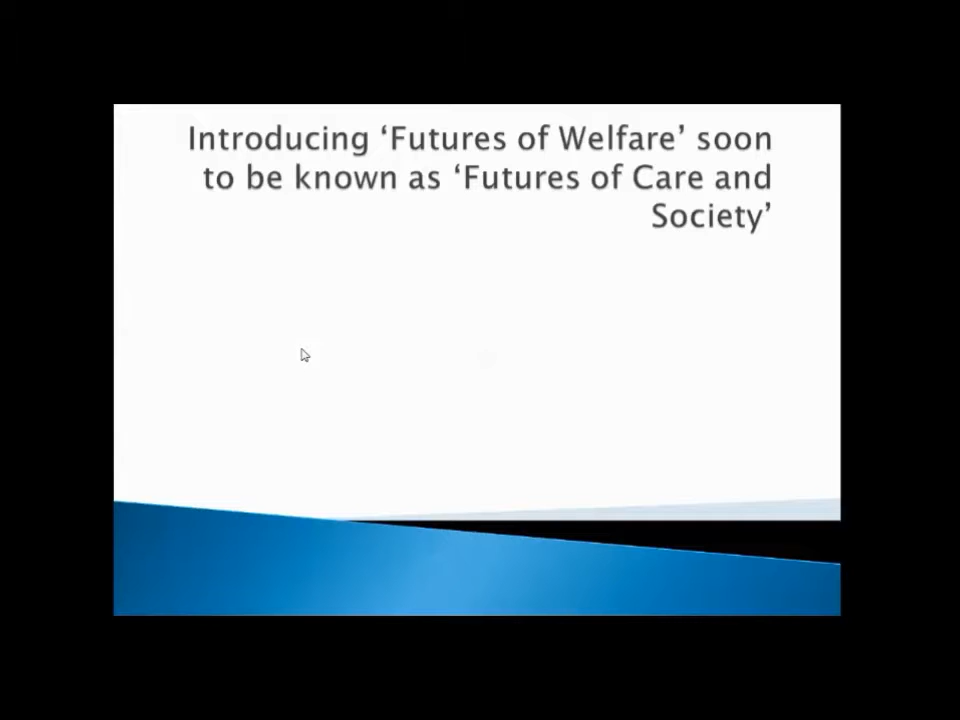 Introducing ‘Futures of Welfare’ soon
to be known as ‘Futures of Care and
Society’